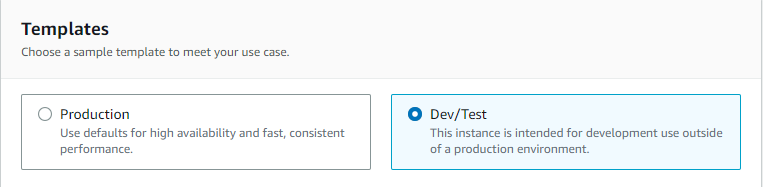 Templates
Choose a sample template to meet your use case.
Production
Use defaults for high availability and fast, consistent
performance.
Dev/Test
This instance is intended for development use outside
of a production environment.